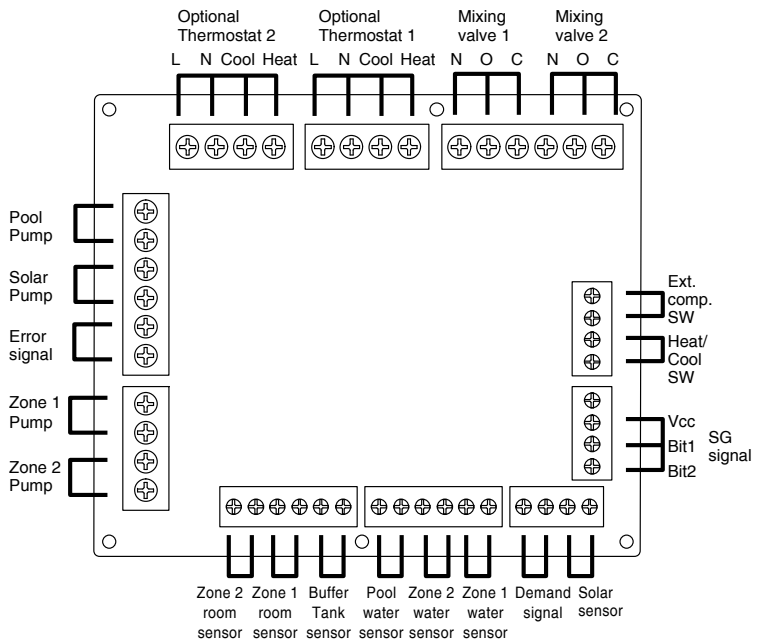 Optional
Thermostat 2
Optional
Thermostat 1
Mixing
valve 1
Mixing
valve 2
L N Cool Heat L N Cool Heat N O C N O C
Pool
Pump
Solar
Pump
Error
signal
Zone 1
Pump
Zone 2
Pump
Ext.
comp.
SW
Heat/
Cool
SW
Vcc
Bit1
Bit2
SG
signal
Zone 2
room
sensor
Zone 1
room
sensor
Buffer
Tank
sensor
Pool
water
sensor
Zone 2
water
sensor
Zone 1
water
sensor
Demand
signal
Solar
sensor